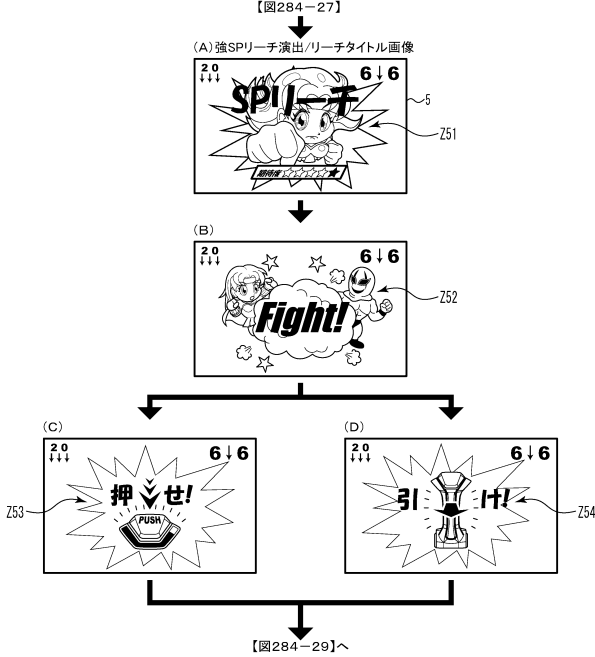 【図284−27】
(A)強SPリーチ演出/リーチタイトル画像
20
↓↓↓
6↓6
SPリーチ
期待度☆☆☆☆★
5
Z51
(B)
20
↓↓↓
6↓6
Fight!
Z52
(C)
20
↓↓↓
6↓6
押せ!
PUSH
Z53
(D)
20
↓↓↓
6↓6
引け!
Z54
【図284−29】へ